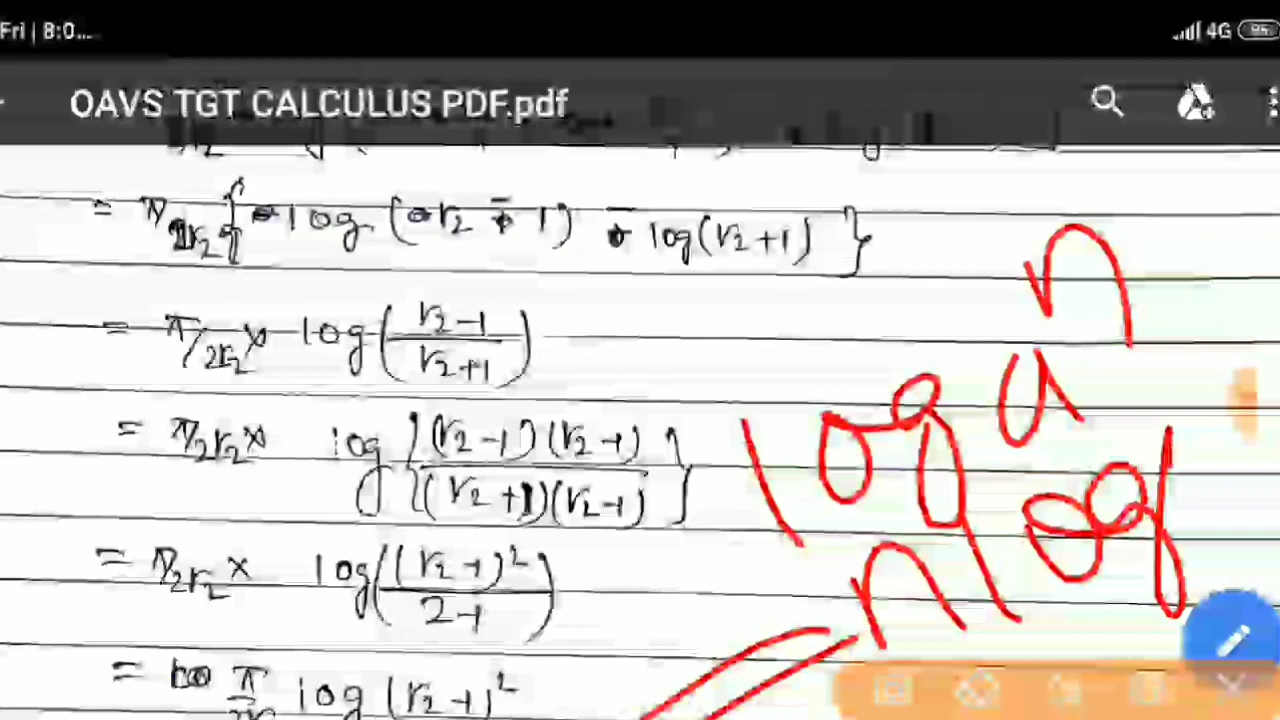 Fri | 8:0... 4G 95
OAVS TGT CALCULUS PDF.pdf
= π/2√2 { log (√2 - 1) - log(√2 + 1) }
= π/2√2 × log( √2 - 1 / √2 + 1 )
= π/2√2 × log { (√2 - 1)(√2 - 1) / (√2 + 1)(√2 - 1) }
= π/2√2 × log( (√2 - 1)² / 2 - 1 )
= π log (√2 - 1)²
log a n
n log